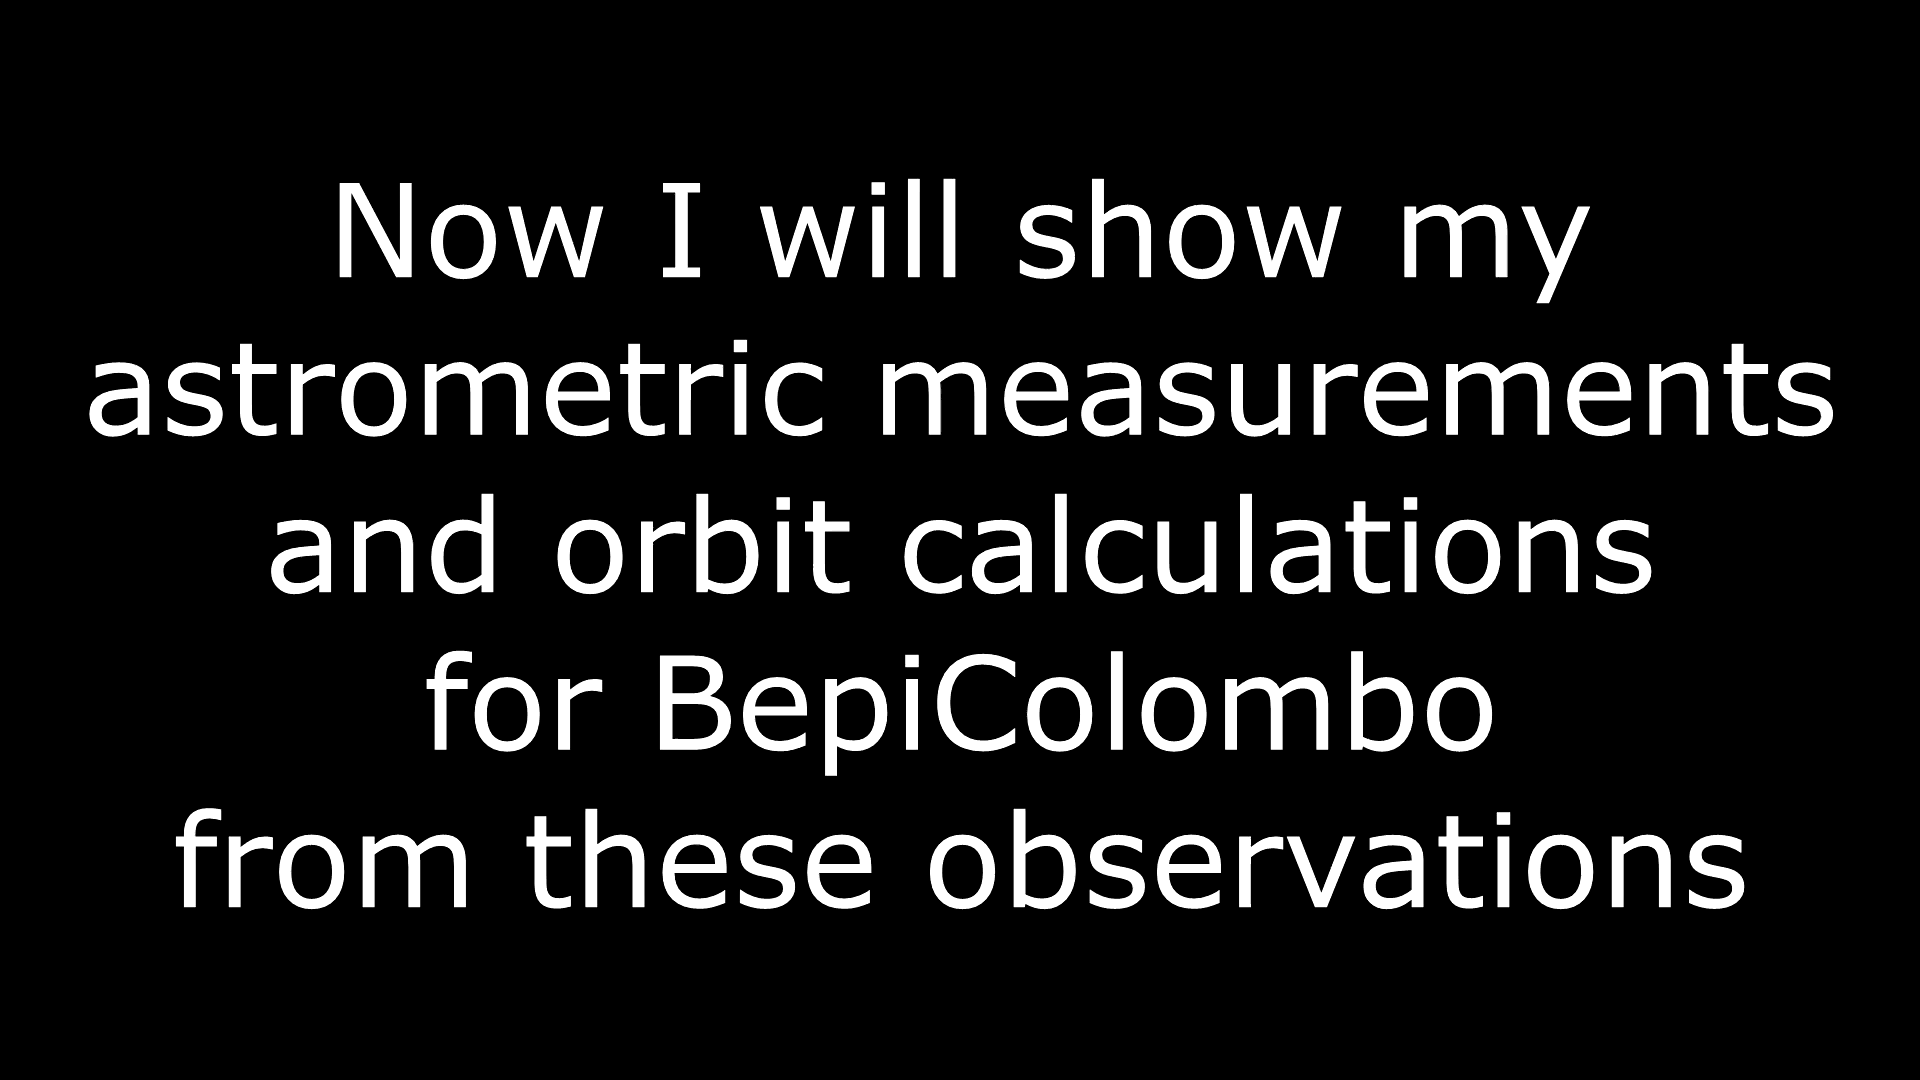 Now I will show my
astrometric measurements
and orbit calculations
for BepiColombo
from these observations